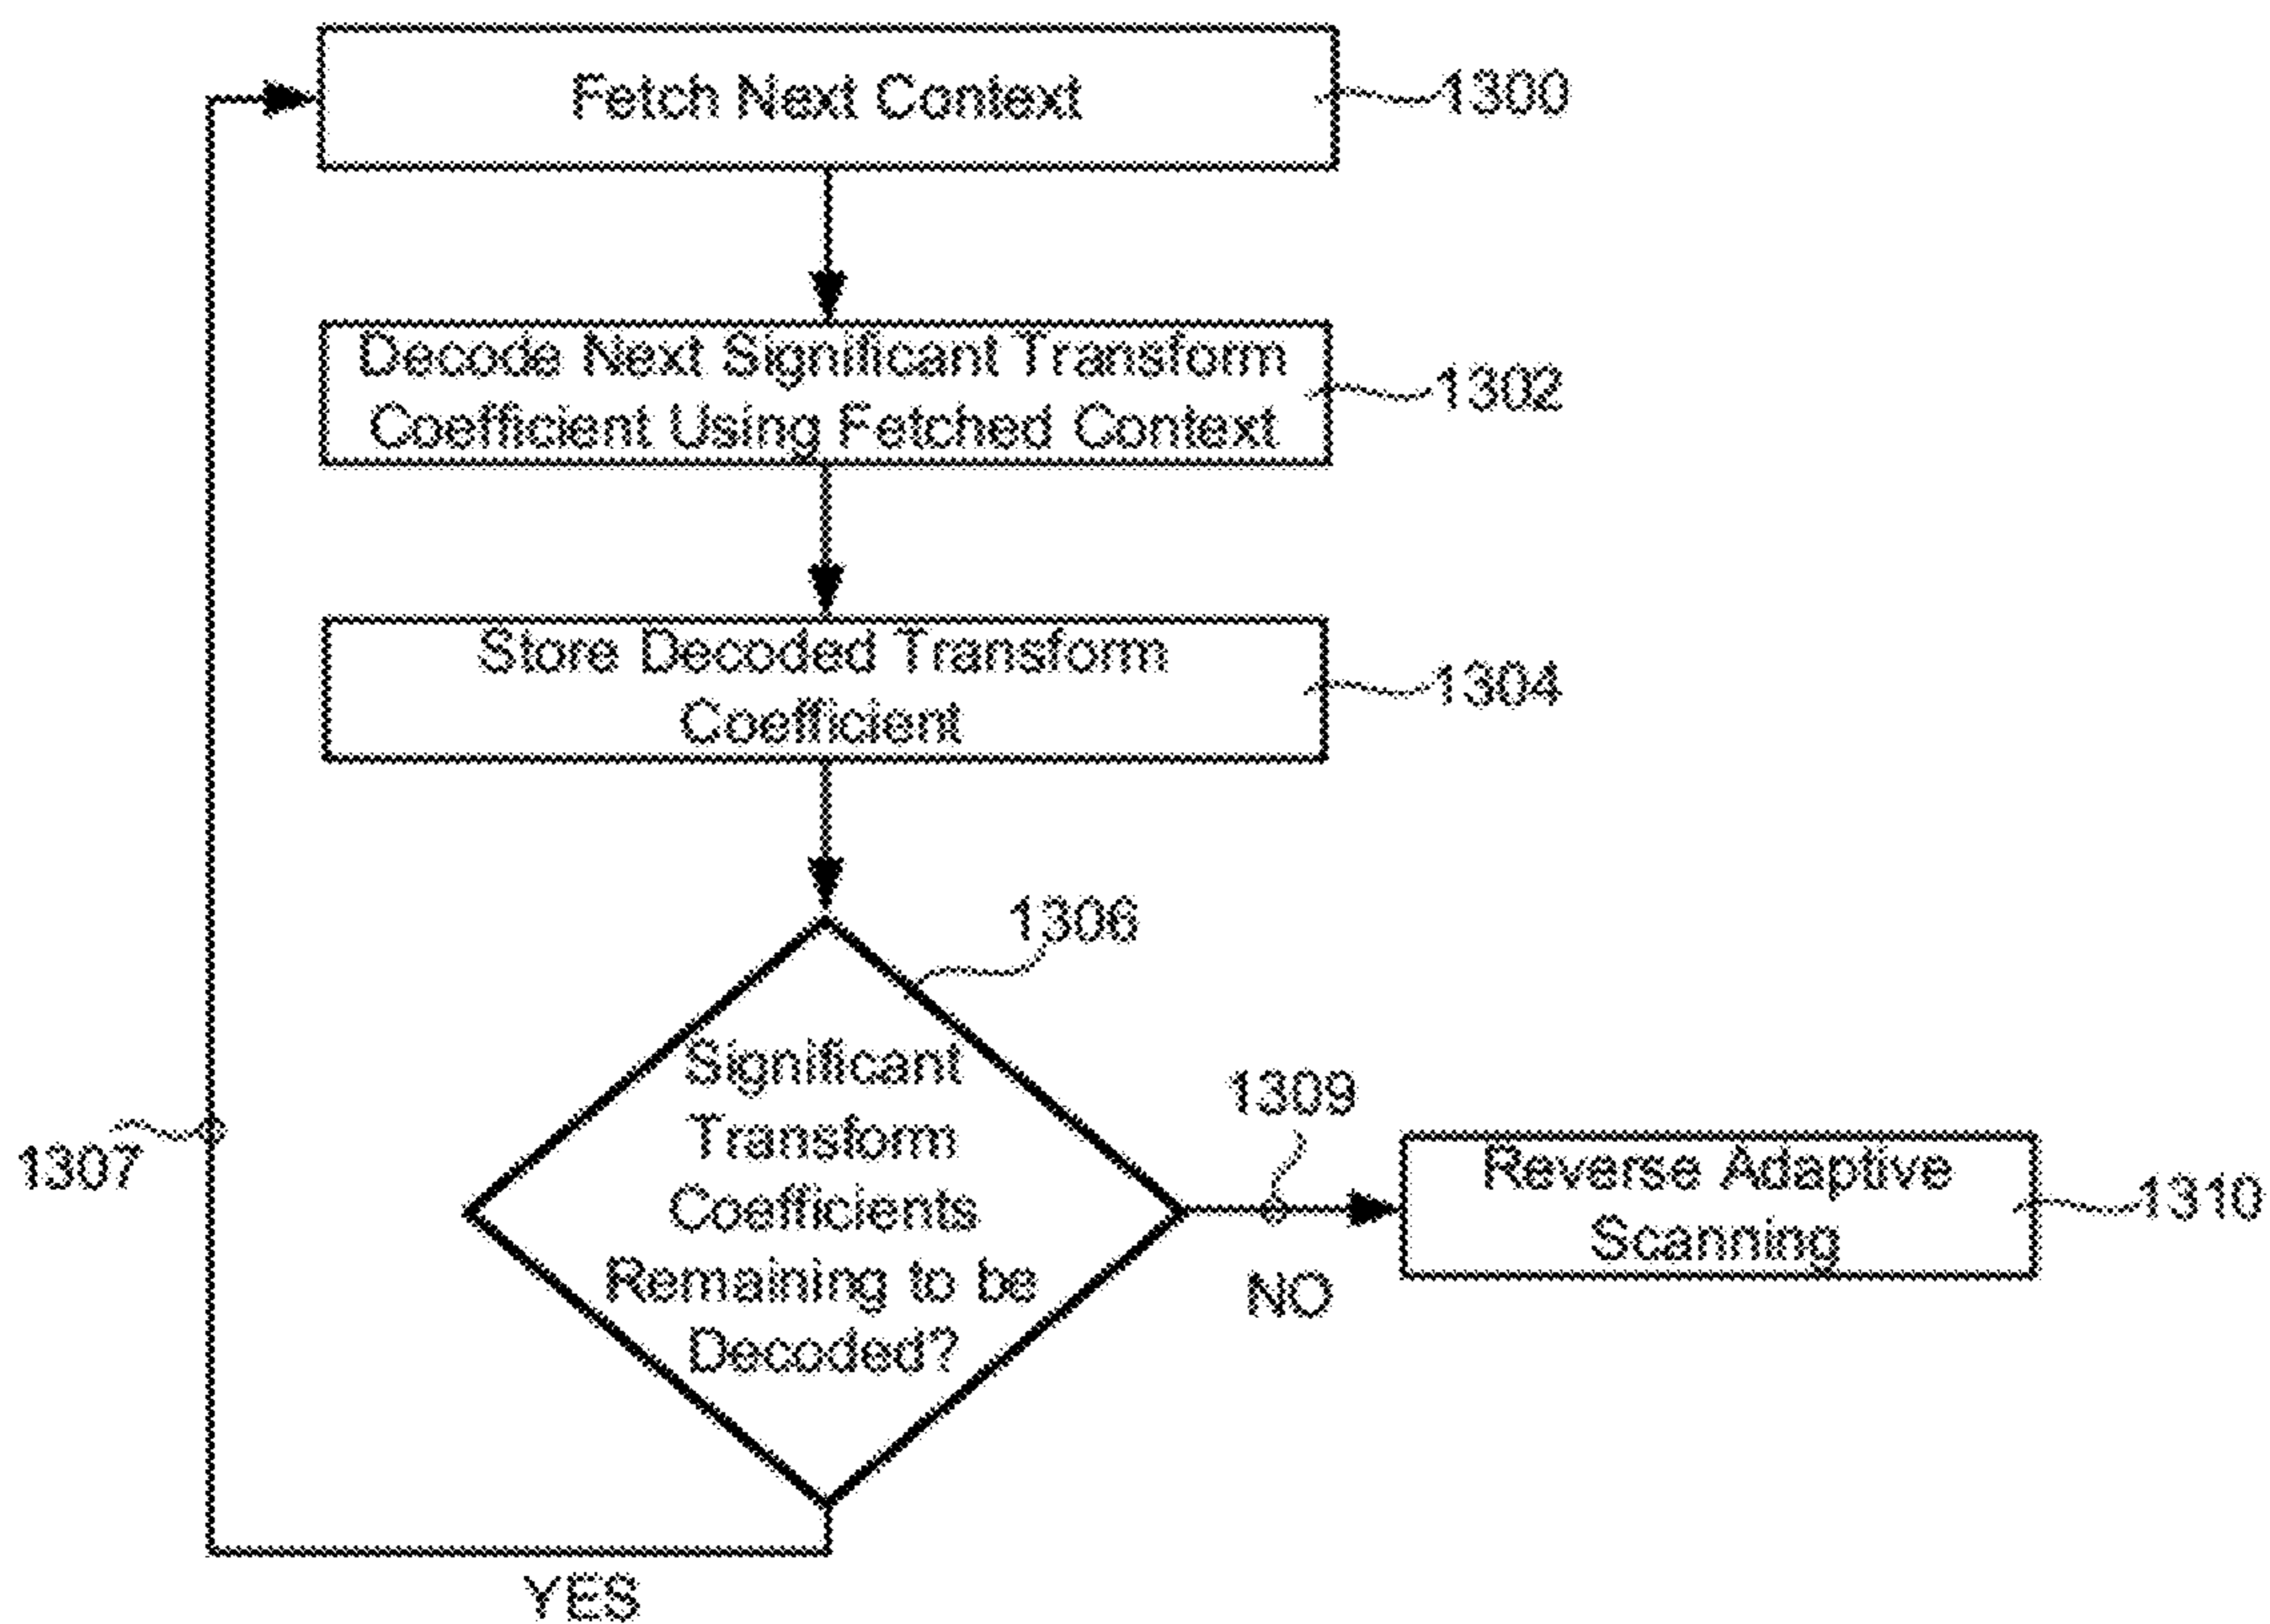 Fetch Next Context
1300
Decode Next Significant Transform
Coefficient Using Fetched Context
1302
Store Decoded Transform
Coefficient
1304
1306
Significant
Transform
Coefficients
Remaining to be
Decoded?
1307
1309
NO
Reverse Adaptive
Scanning
1310
YES